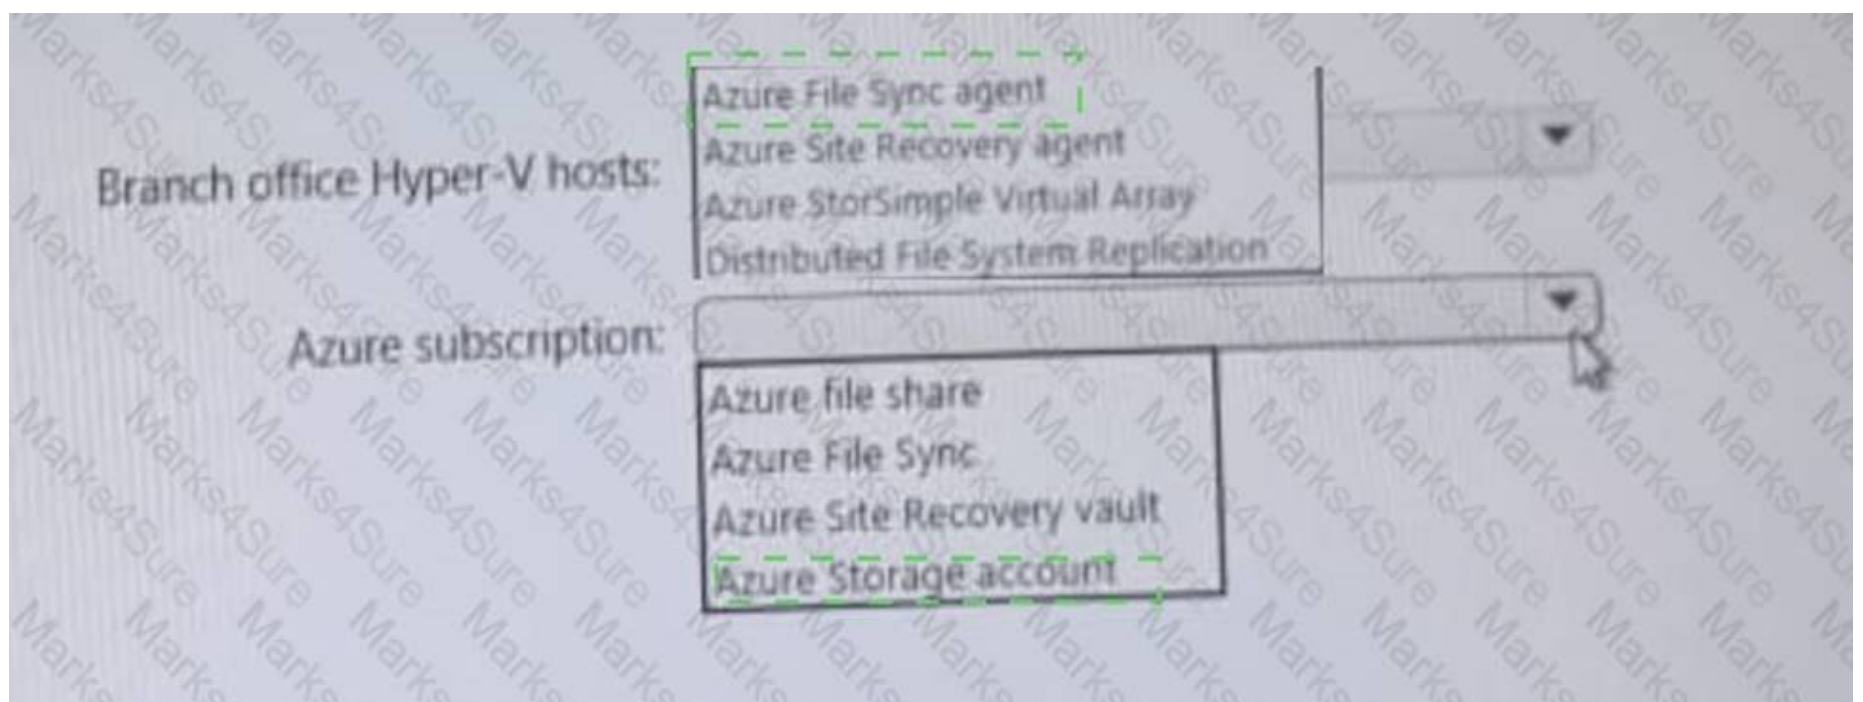 Azure File Sync agent
Azure Site Recovery agent
Branch office Hyper-V hosts:
Azure StorSimple Virtual Array
Distributed File System Replication
Azure subscription:
Azure file share
Azure File Sync
Azure Site Recovery vault
Azure Storage account
Marks4Sure